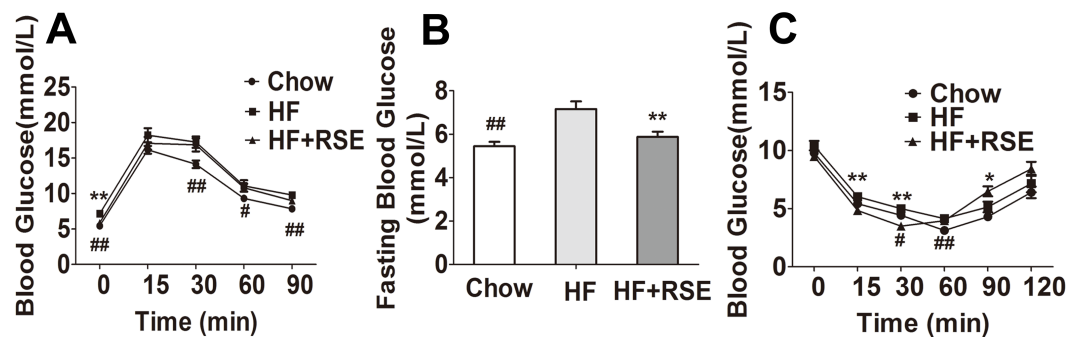 A
Blood Glucose(mmol/L)
25
20
15
10
5
0
Chow
HF
HF+RSE
**
##
##
#
##
0 15 30 60 90
Time (min)
B
Fasting Blood Glucose
(mmol/L)
8
6
4
2
0
##
**
Chow HF HF+RSE
C
Blood Glucose(mmol/L)
15
10
5
0
Chow
HF
HF+RSE
**
**
*
#
##
0 15 30 60 90 120
Time (min)